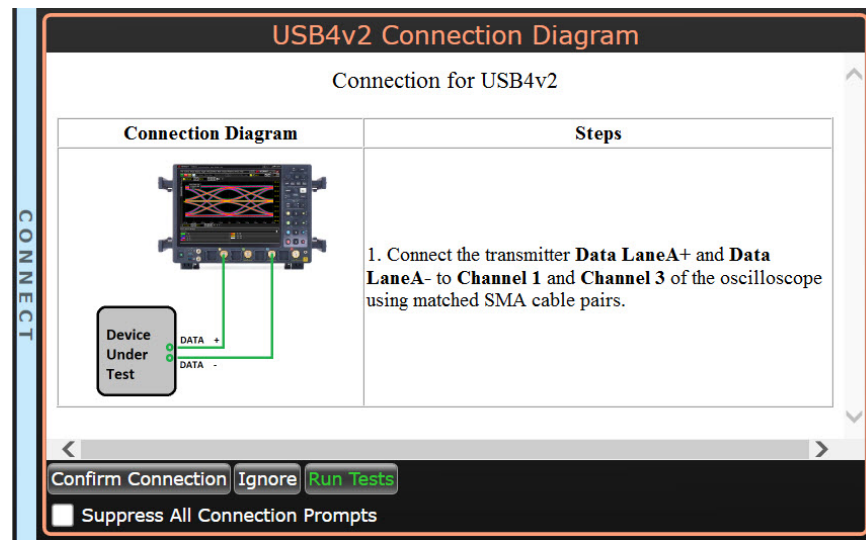 USB4v2 Connection Diagram
Connection for USB4v2
Connection Diagram
Steps
1. Connect the transmitter Data LaneA+ and Data
LaneA- to Channel 1 and Channel 3 of the oscilloscope
using matched SMA cable pairs.
Device
Under
Test
DATA +
DATA -
CONNECT
Confirm Connection
Ignore
Run Tests
Suppress All Connection Prompts